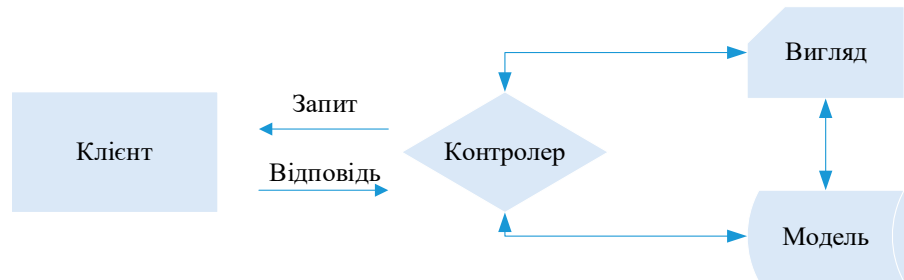 Вигляд
Запит
Клієнт
Контролер
Відповідь
Модель